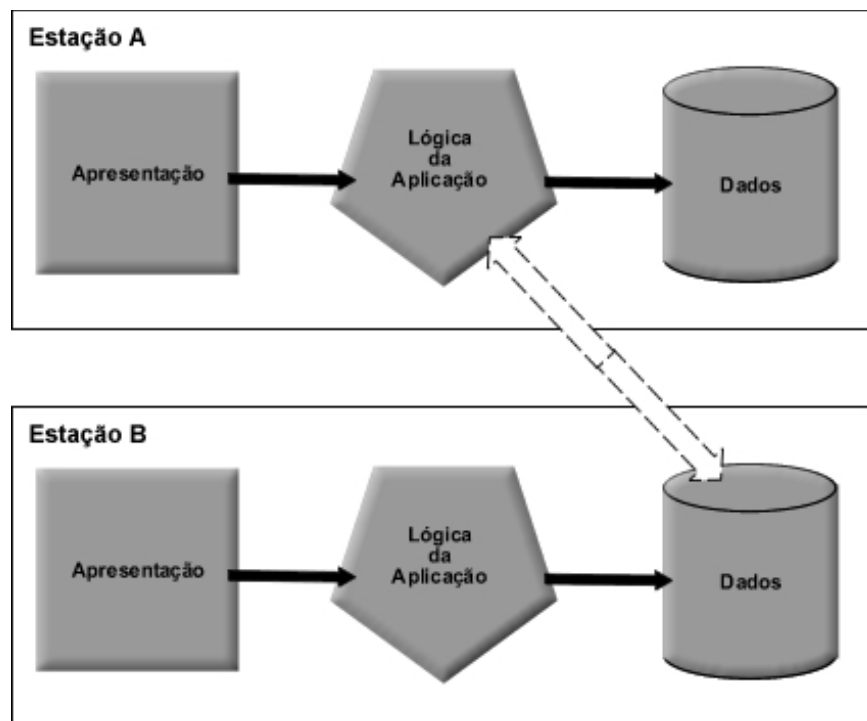 Estação A
Apresentação
Lógica
da
Aplicação
Dados
Estação B
Apresentação
Lógica
da
Aplicação
Dados